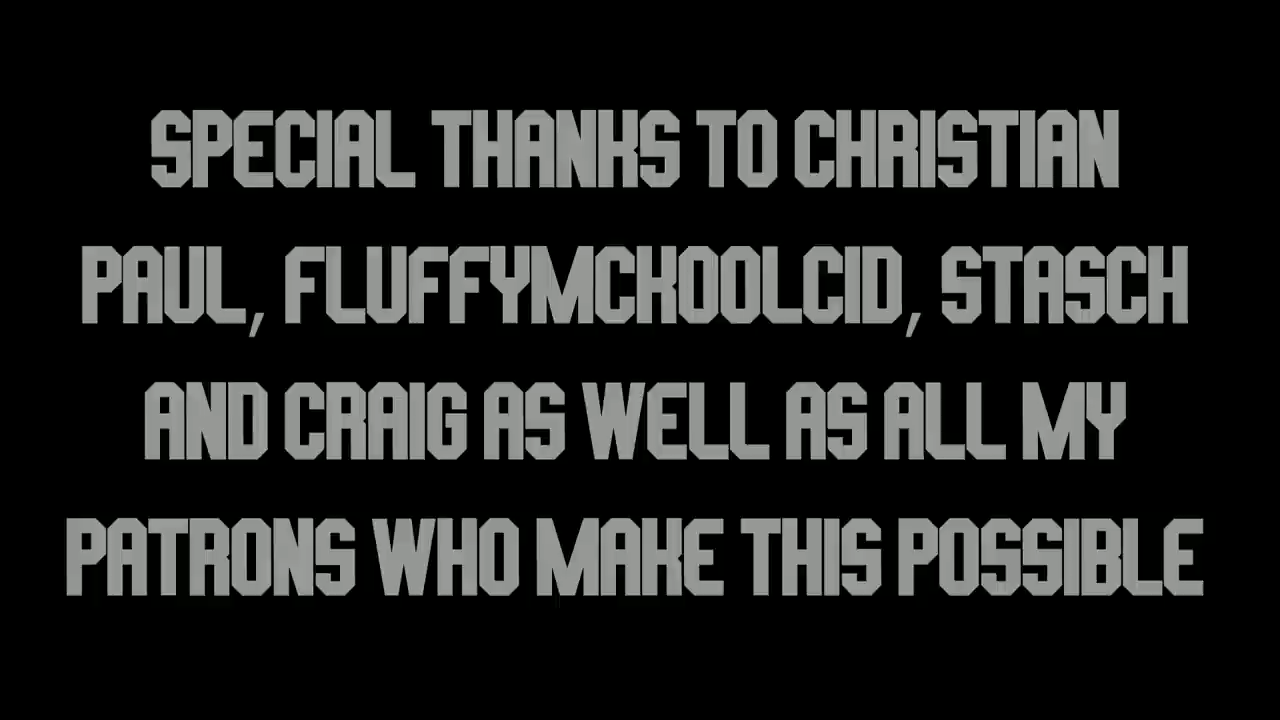 SPECIAL THANKS TO CHRISTIAN
PAUL, FLUFFYMCKOOLCID, STASCH
AND CRAIG AS WELL AS ALL MY
PATRONS WHO MAKE THIS POSSIBLE